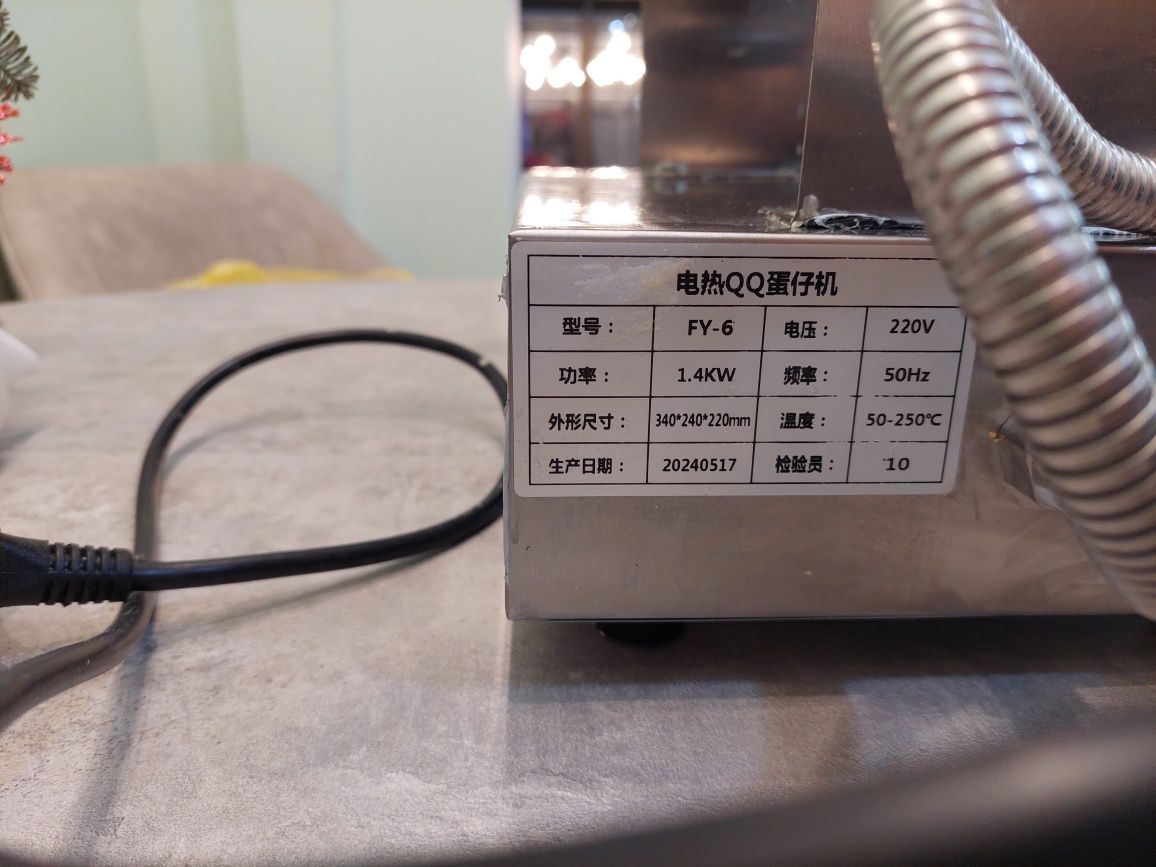 电热QQ蛋仔机
型号： FY-6 电压： 220V
功率： 1.4KW 频率： 50Hz
外形尺寸： 340*240*220mm 温度： 50-250℃
生产日期： 20240517 检验员： 10